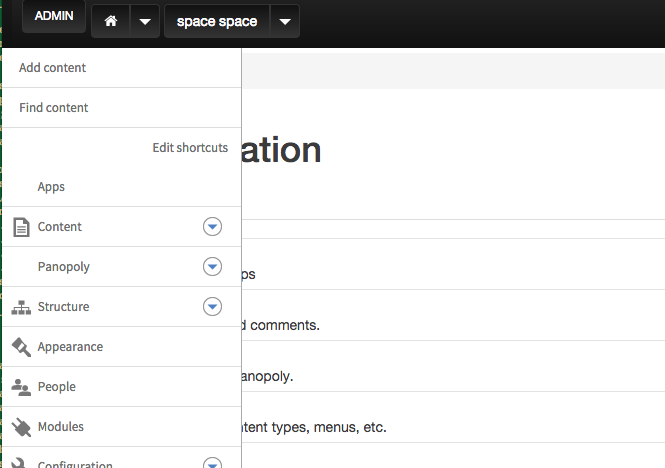 ADMIN
space space
Add content
Find content
Edit shortcuts
ation
Apps
Content
Panopoly
ps
Structure
d comments.
Appearance
anopoly.
People
Modules
ntent types, menus, etc.
Configuration